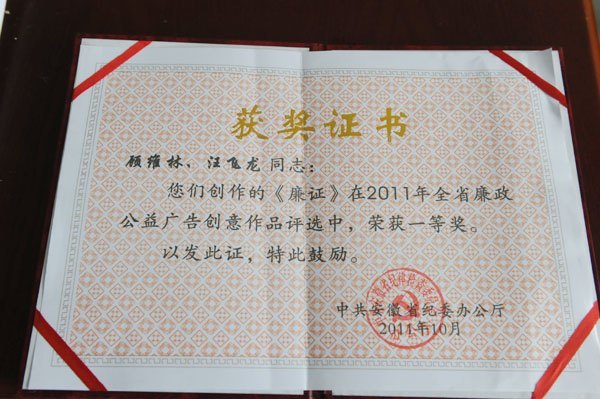 获奖证书
顾维林、汪飞龙同志：
您们创作的《廉证》在2011年全省廉政
公益广告创意作品评选中，荣获一等奖。
以发此证，特此鼓励。
中共安徽省纪委办公厅
2011年10月